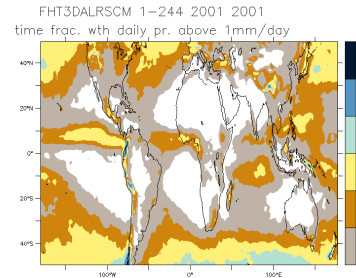 FHT3DALRSCM 1-244 2001 2001
time frac. wth daily pr. above 1mm/day
40°N
20°N
0°
20°S
40°S
100°W 0° 100°E